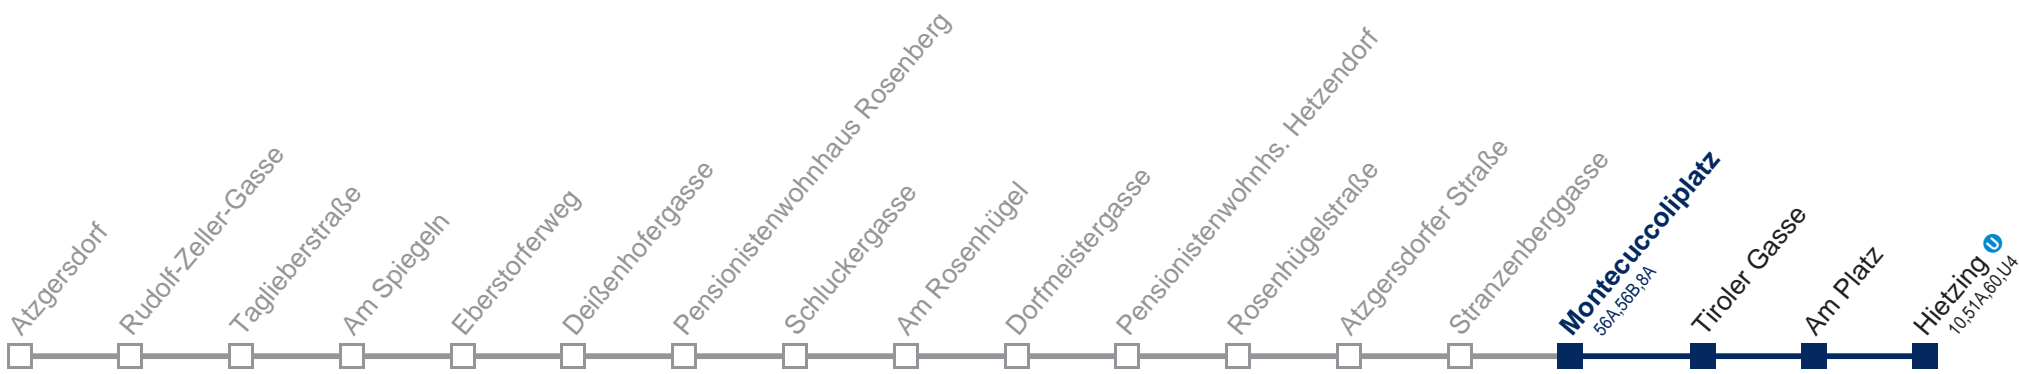 Atzgersdorf
Rudolf-Zeller-Gasse
Taglieberstraße
Am Spiegeln
Eberstorferweg
Deißenhofergasse
Pensionistenwohnhaus Rosenberg
Schluckergasse
Am Rosenhügel
Dorfmeistergasse
Pensionistenwohnhs. Hetzendorf
Rosenhügelstraße
Atzgersdorfer Straße
Stranzenberggasse
Montecuccoliplatz
56A,56B,8A
Tiroler Gasse
Am Platz
Hietzing U
10,51A,60,U4